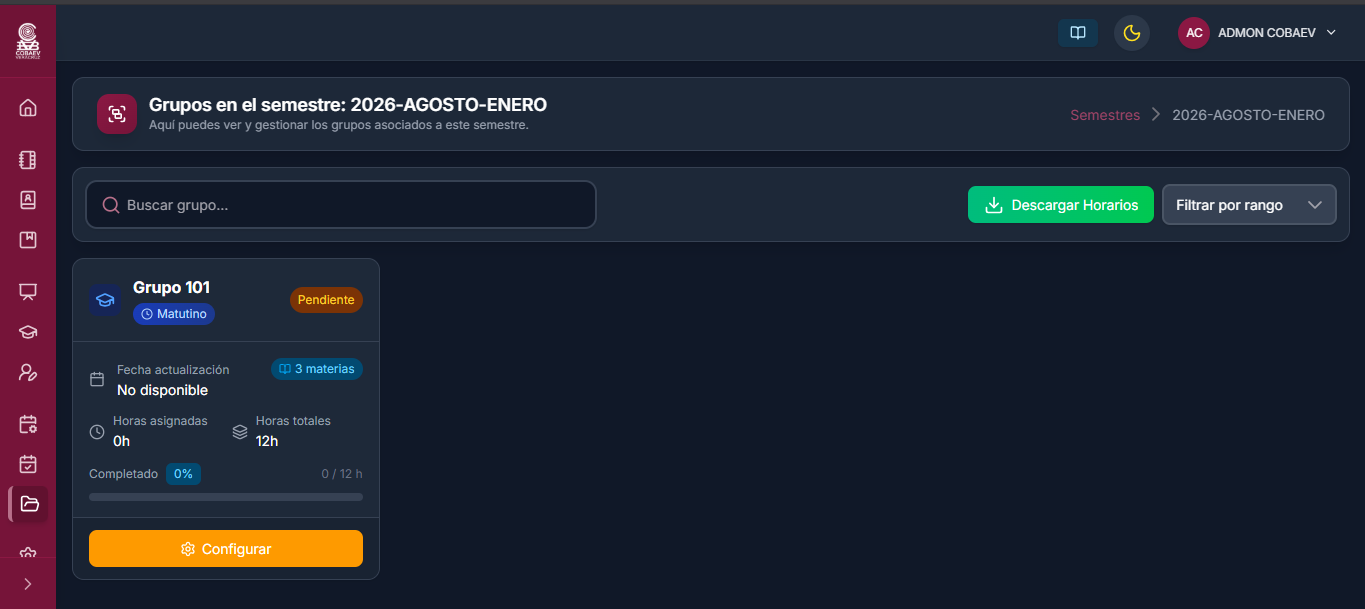 COBAEV
VERACRUZ
AC ADMON COBAEV
Grupos en el semestre: 2026-AGOSTO-ENERO
Aquí puedes ver y gestionar los grupos asociados a este semestre.
Semestres 2026-AGOSTO-ENERO
Buscar grupo...
Descargar Horarios
Filtrar por rango
Grupo 101
Matutino
Pendiente
Fecha actualización
No disponible
3 materias
Horas asignadas
0h
Horas totales
12h
Completado 0% 0 / 12 h
Configurar